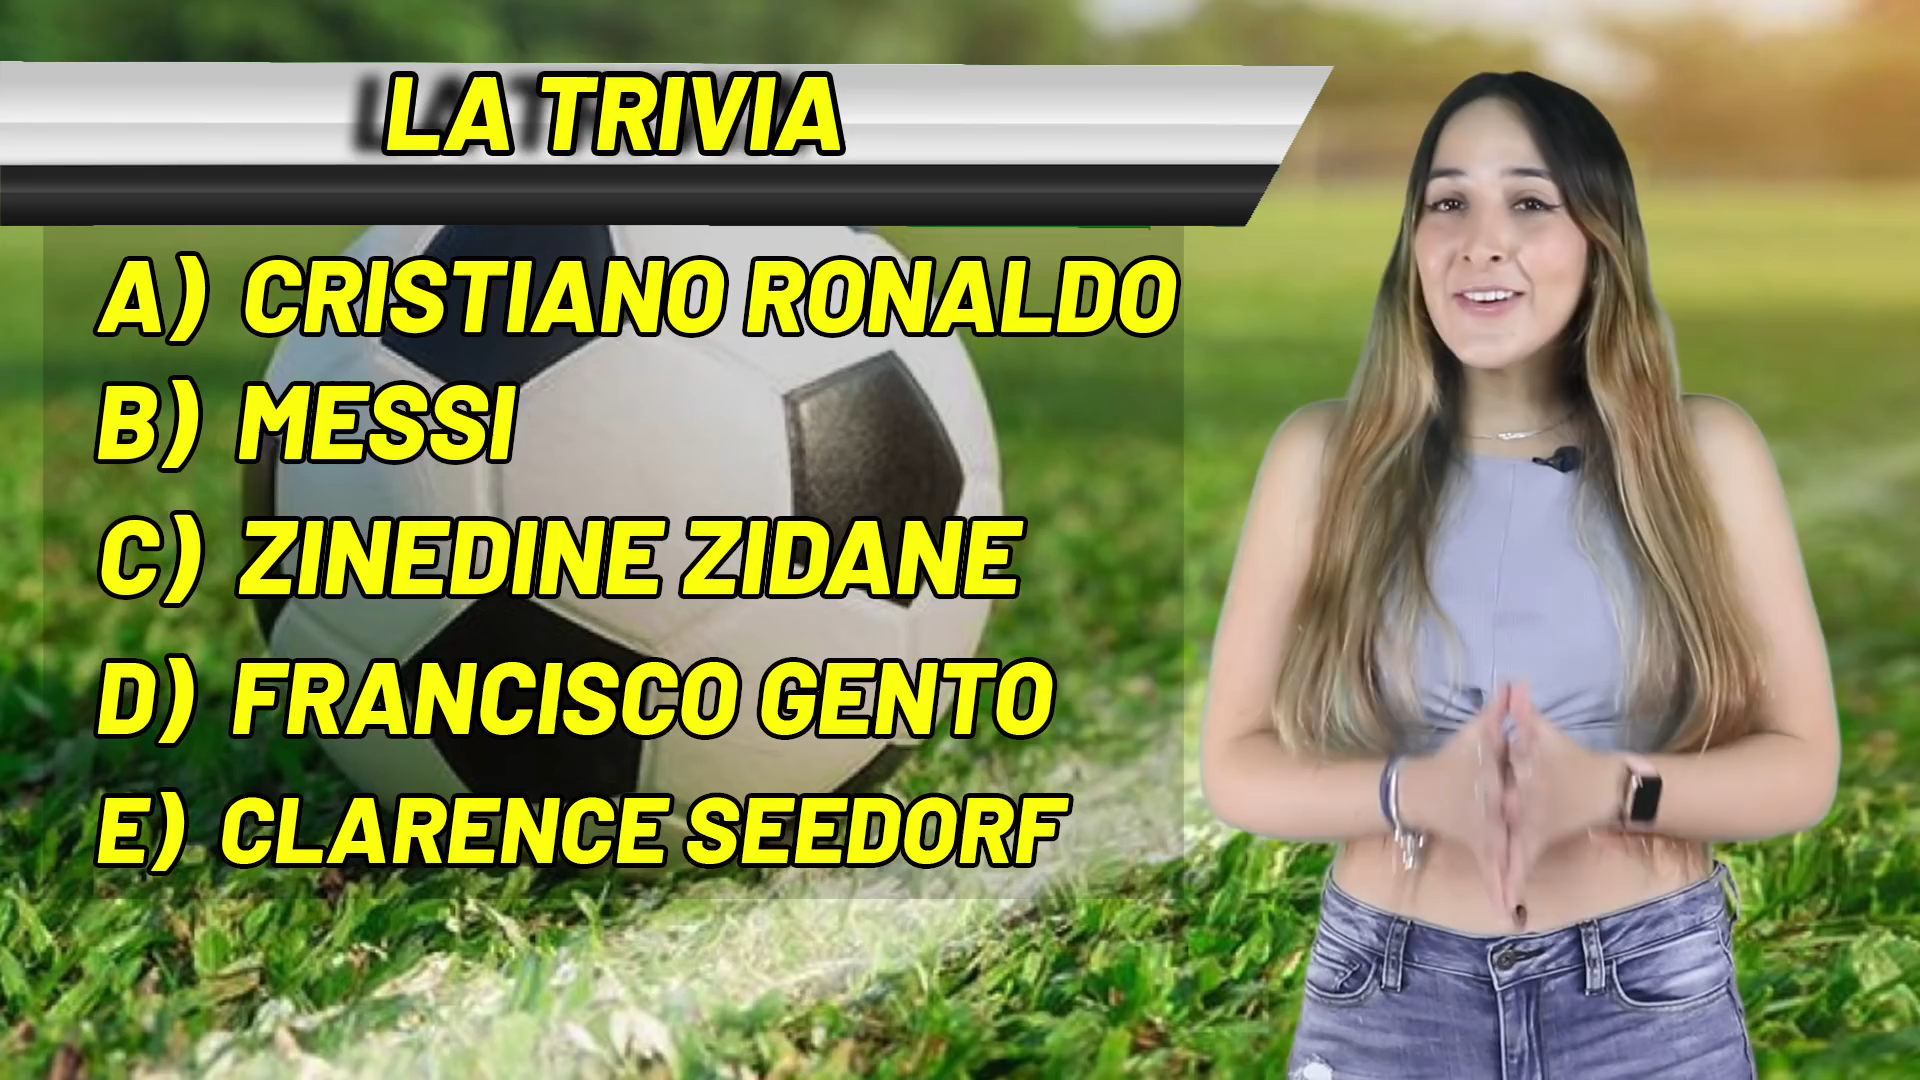 LA TRIVIA
A) CRISTIANO RONALDO
B) MESSI
C) ZINEDINE ZIDANE
D) FRANCISCO GENTO
E) CLARENCE SEEDORF